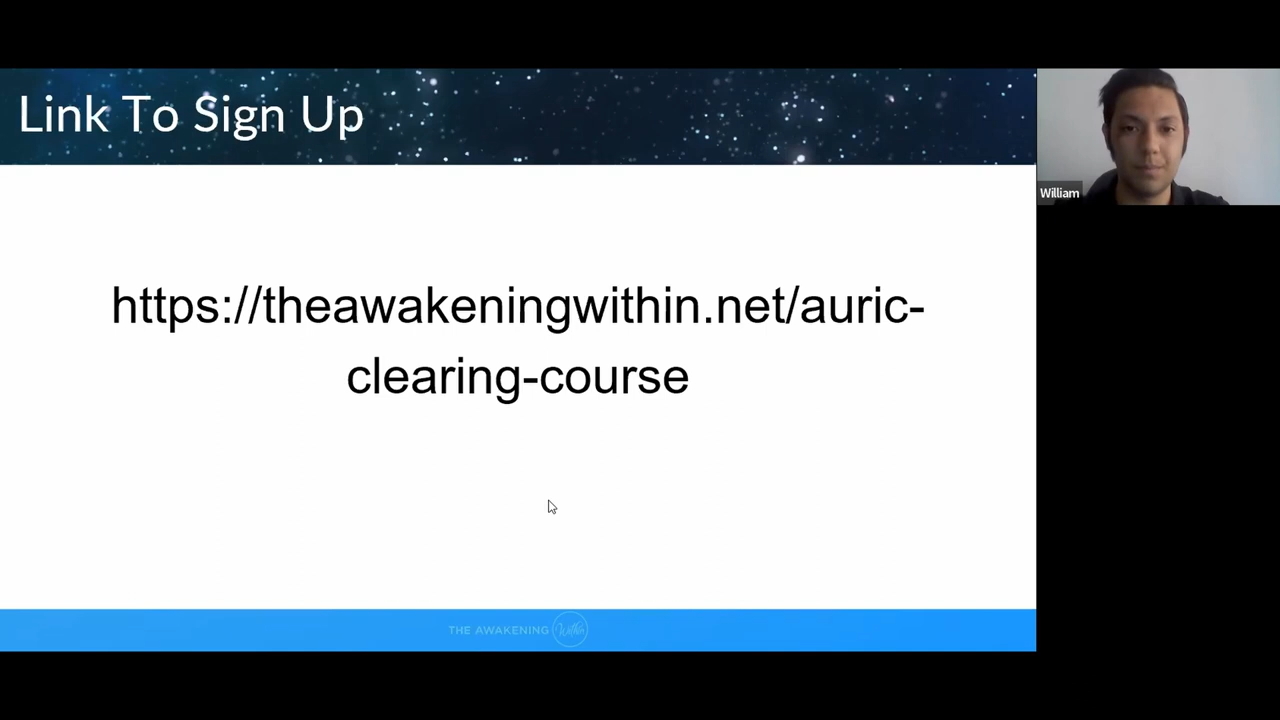 Link To Sign Up
William
https://theawakeningwithin.net/auric-
clearing-course
THE AWAKENING Within